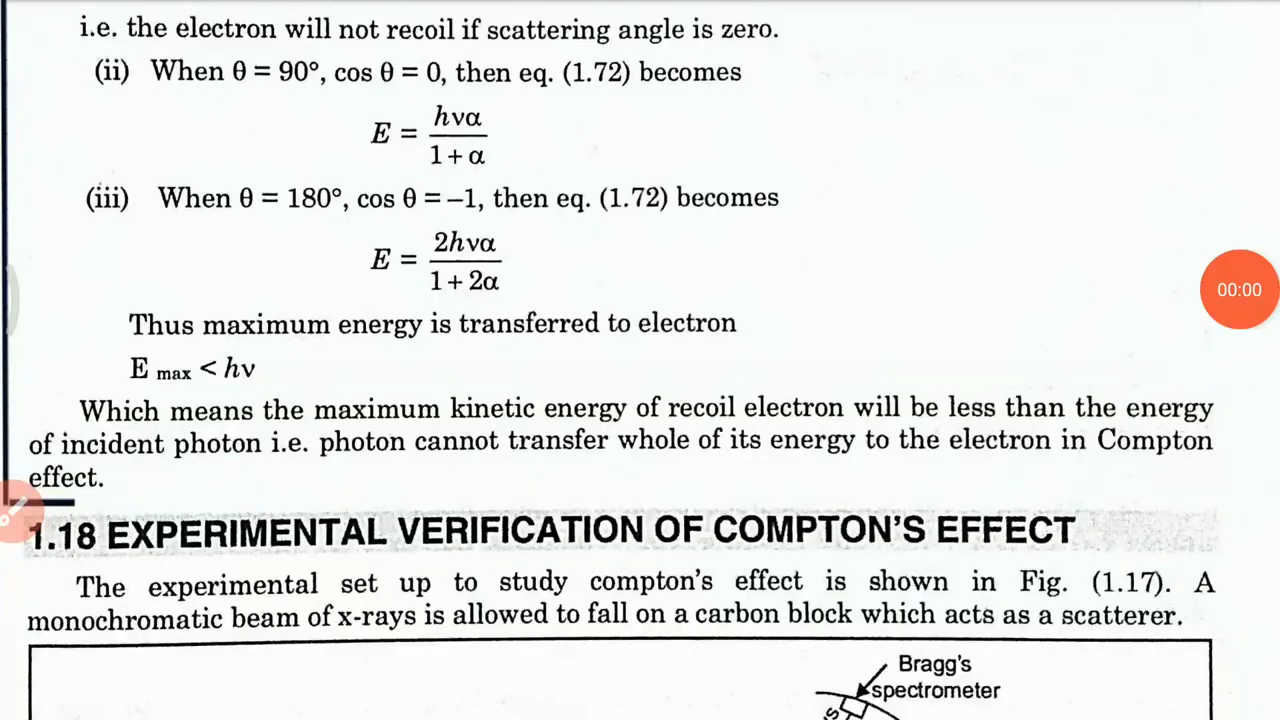 i.e. the electron will not recoil if scattering angle is zero.
(ii) When θ = 90°, cos θ = 0, then eq. (1.72) becomes
E = hνα / 1 + α
(iii) When θ = 180°, cos θ = –1, then eq. (1.72) becomes
E = 2hνα / 1 + 2α
00:00
Thus maximum energy is transferred to electron
E max < hν
Which means the maximum kinetic energy of recoil electron will be less than the energy
of incident photon i.e. photon cannot transfer whole of its energy to the electron in Compton
effect.
1.18 EXPERIMENTAL VERIFICATION OF COMPTON'S EFFECT
The experimental set up to study compton's effect is shown in Fig. (1.17). A
monochromatic beam of x-rays is allowed to fall on a carbon block which acts as a scatterer.
Bragg's
spectrometer